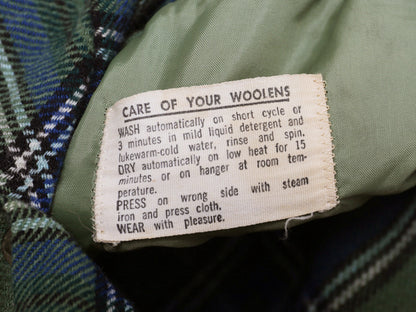 CARE OF YOUR WOOLENS
WASH automatically on short cycle or
3 minutes in mild liquid detergent and
lukewarm-cold water, rinse and spin.
DRY automatically on low heat for 15
minutes or on hanger at room tem-
perature.
PRESS on wrong side with steam
iron and press cloth.
WEAR with pleasure.